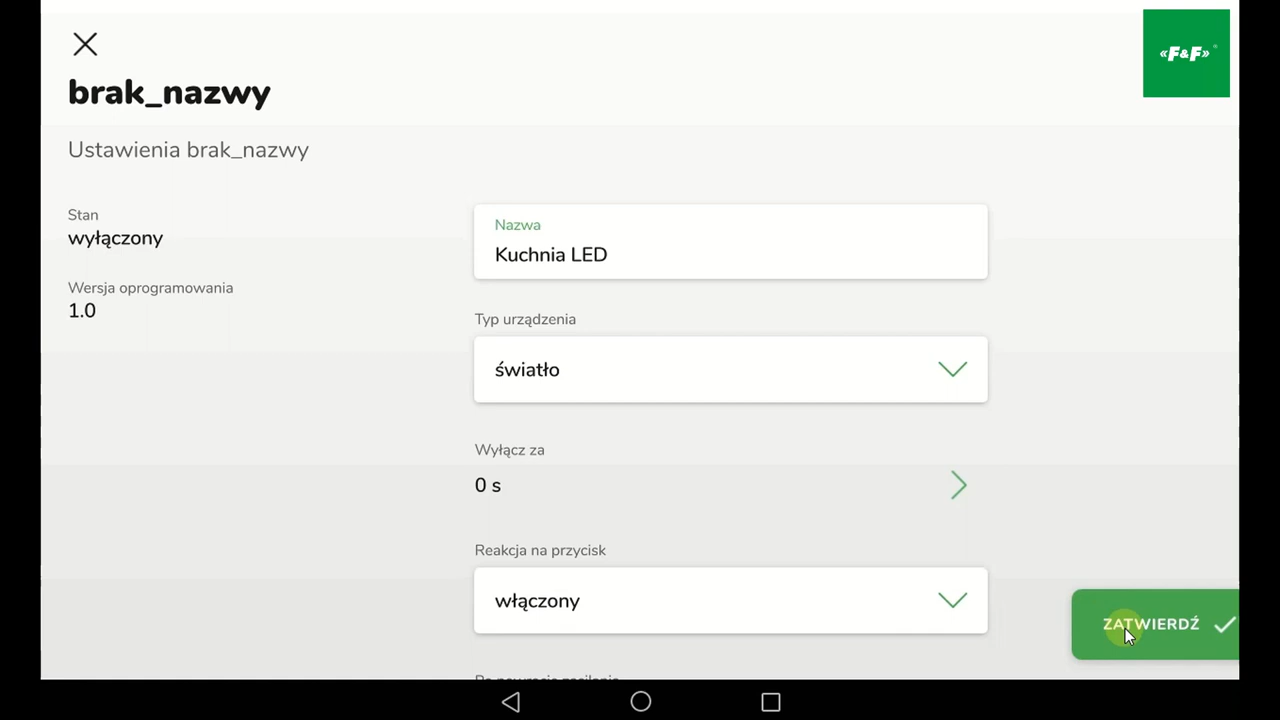 «F&F»
brak_nazwy
Ustawienia brak_nazwy
Stan
wyłączony
Wersja oprogramowania
1.0
Nazwa
Kuchnia LED
Typ urządzenia
światło
Wyłącz za
0 s
Reakcja na przycisk
włączony
ZATWIERDŹ